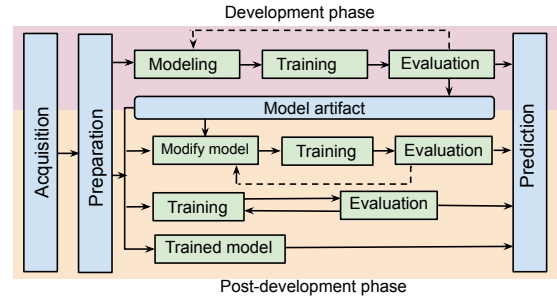 Development phase
Acquisition
Preparation
Modeling
Training
Evaluation
Prediction
Model artifact
Modify model
Training
Evaluation
Training
Evaluation
Trained model
Post-development phase